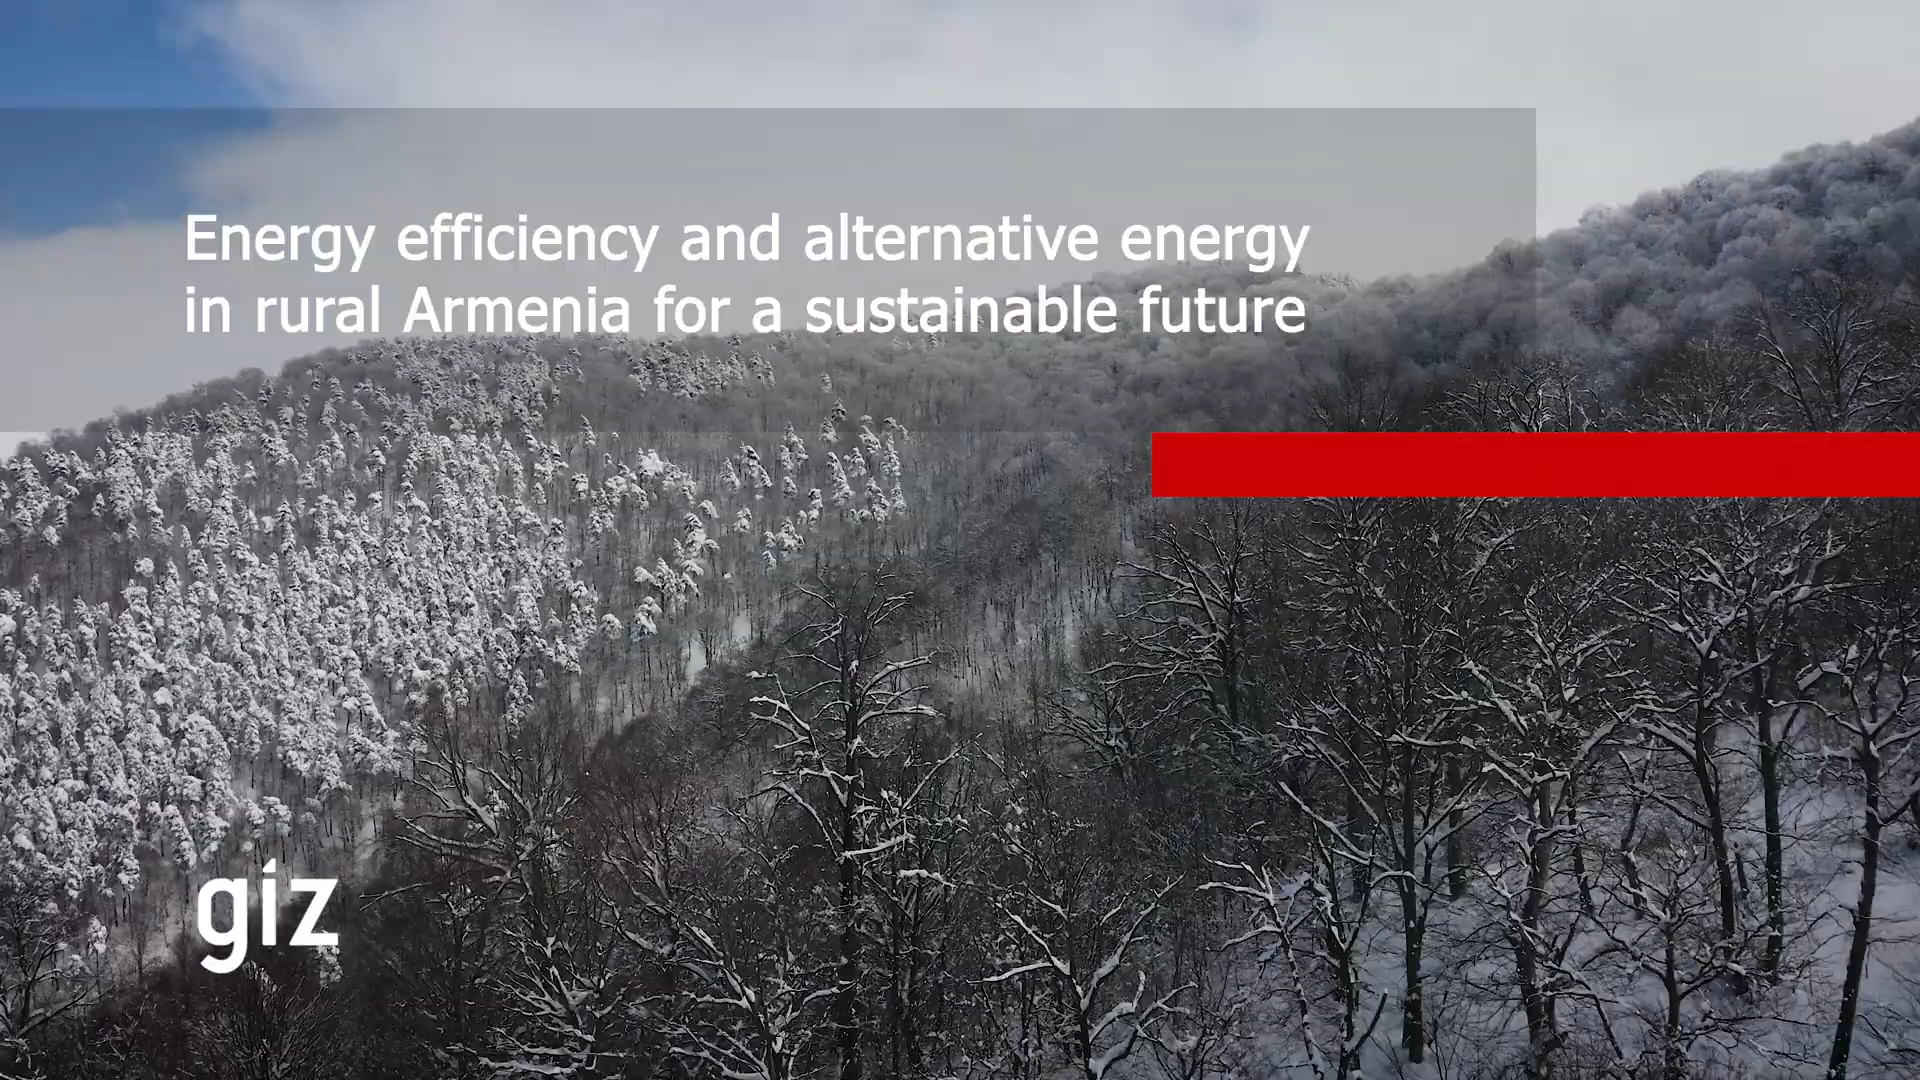 Energy efficiency and alternative energy
in rural Armenia for a sustainable future
giz